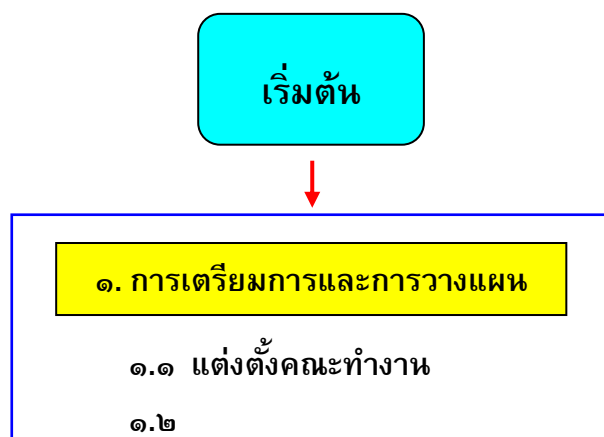 เริ่มต้น
๑. การเตรียมการและการวางแผน
๑.๑ แต่งตั้งคณะทำงาน
๑.๒